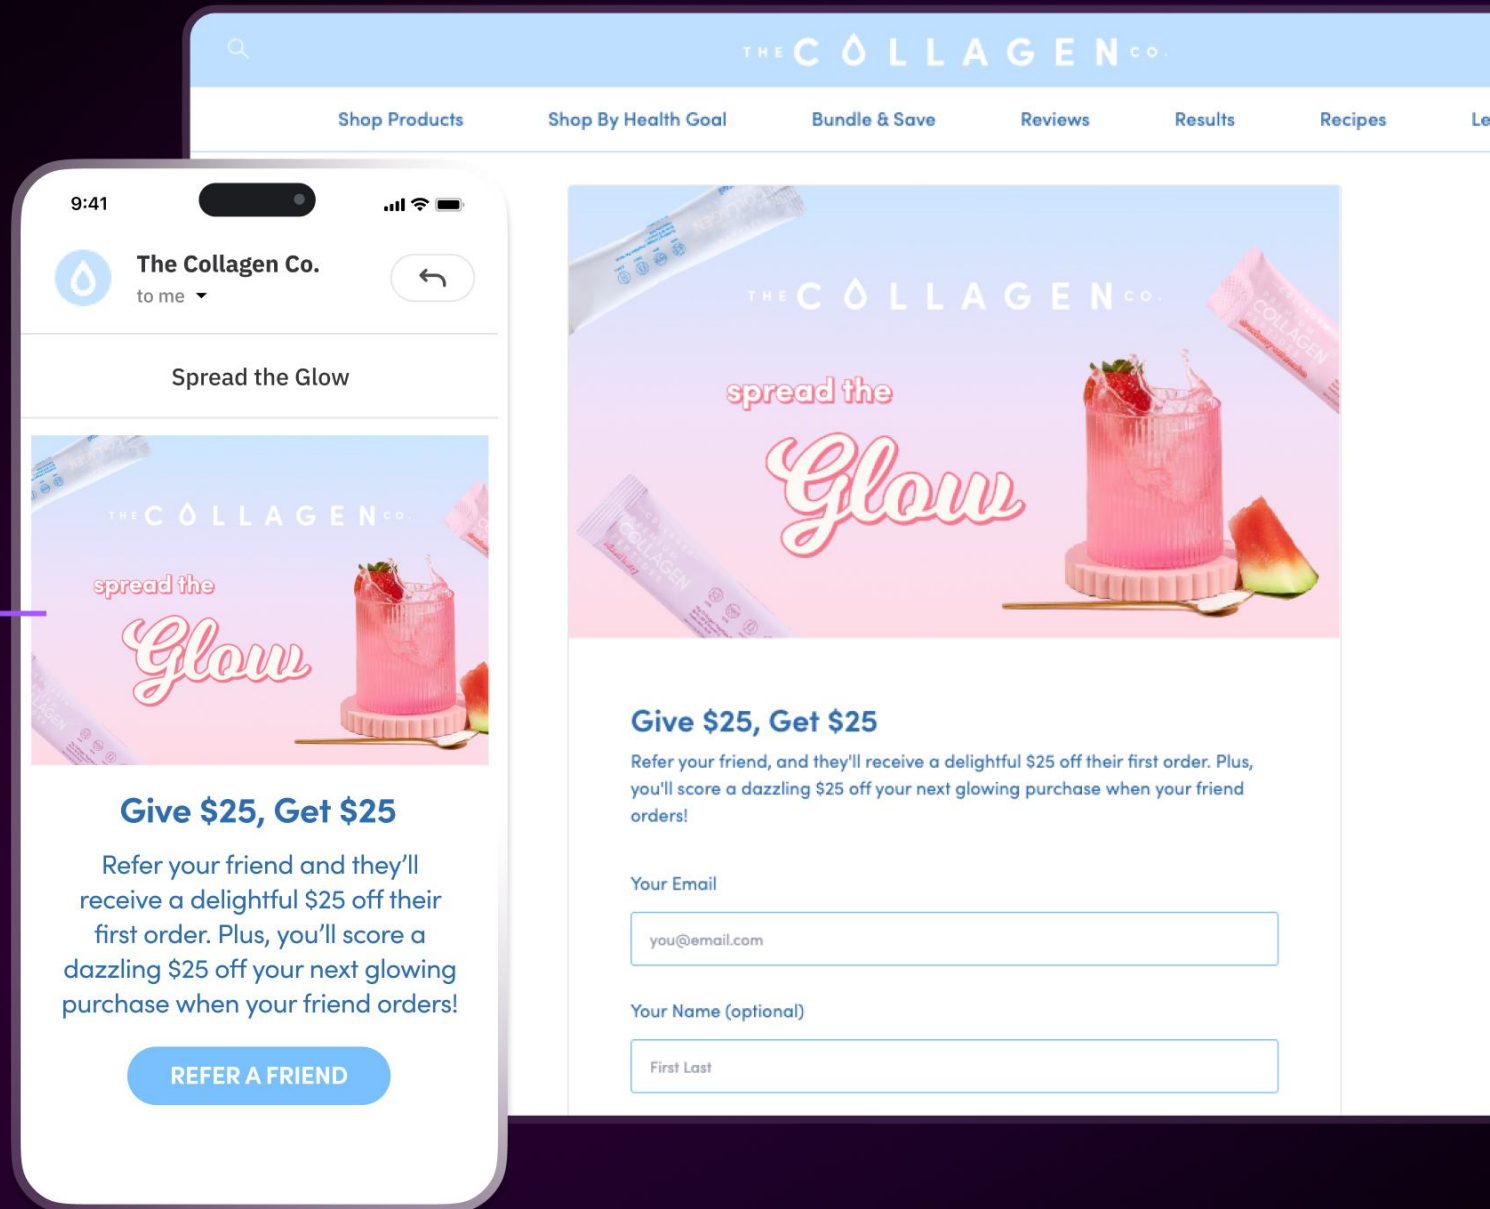 THE COLLAGEN CO.
Shop Products Shop By Health Goal Bundle & Save Reviews Results Recipes Le
9:41
The Collagen Co.
to me
Spread the Glow
THE COLLAGEN CO.
spread the
Glow
COLLAGEN
Give $25, Get $25
Refer your friend and they’ll
receive a delightful $25 off their
first order. Plus, you’ll score a
dazzling $25 off your next glowing
purchase when your friend orders!
REFER A FRIEND
THE COLLAGEN CO.
COLLAGEN
spread the
Glow
COLLAGEN
Give $25, Get $25
Refer your friend, and they'll receive a delightful $25 off their first order. Plus,
you'll score a dazzling $25 off your next glowing purchase when your friend
orders!
Your Email
you@email.com
Your Name (optional)
First Last